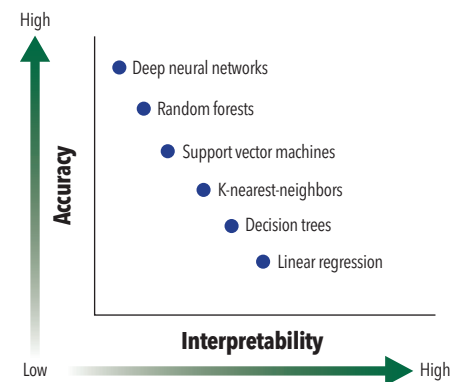 High
Deep neural networks
Random forests
Support vector machines
K-nearest-neighbors
Decision trees
Linear regression
Accuracy
Interpretability
Low
High